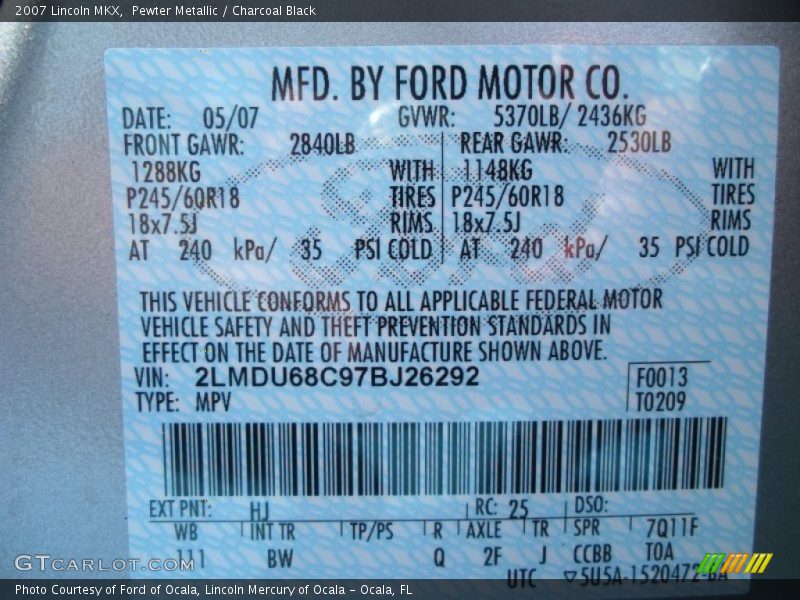 2007 Lincoln MKX, Pewter Metallic / Charcoal Black
MFD. BY FORD MOTOR CO.
DATE: 05/07 GVWR: 5370LB/ 2436KG
FRONT GAWR: 2840LB REAR GAWR: 2530LB
1288KG WITH 1148KG WITH
P245/60R18 TIRES P245/60R18 TIRES
18x7.5J RIMS 18x7.5J RIMS
AT 240 kPa/ 35 PSI COLD AT 240 kPa/ 35 PSI COLD
THIS VEHICLE CONFORMS TO ALL APPLICABLE FEDERAL MOTOR
VEHICLE SAFETY AND THEFT PREVENTION STANDARDS IN
EFFECT ON THE DATE OF MANUFACTURE SHOWN ABOVE.
VIN: 2LMDU68C97BJ26292 F0013
TYPE: MPV T0209
EXT PNT: HJ RC: 25 DSO:
WB INT TR TP/PS R AXLE TR SPR 7Q11F
111 BW Q 2F J CCBB TOA
UTC ▽5U5A-1520472-BA
GTCARLOT.COM
Photo Courtesy of Ford of Ocala, Lincoln Mercury of Ocala - Ocala, FL